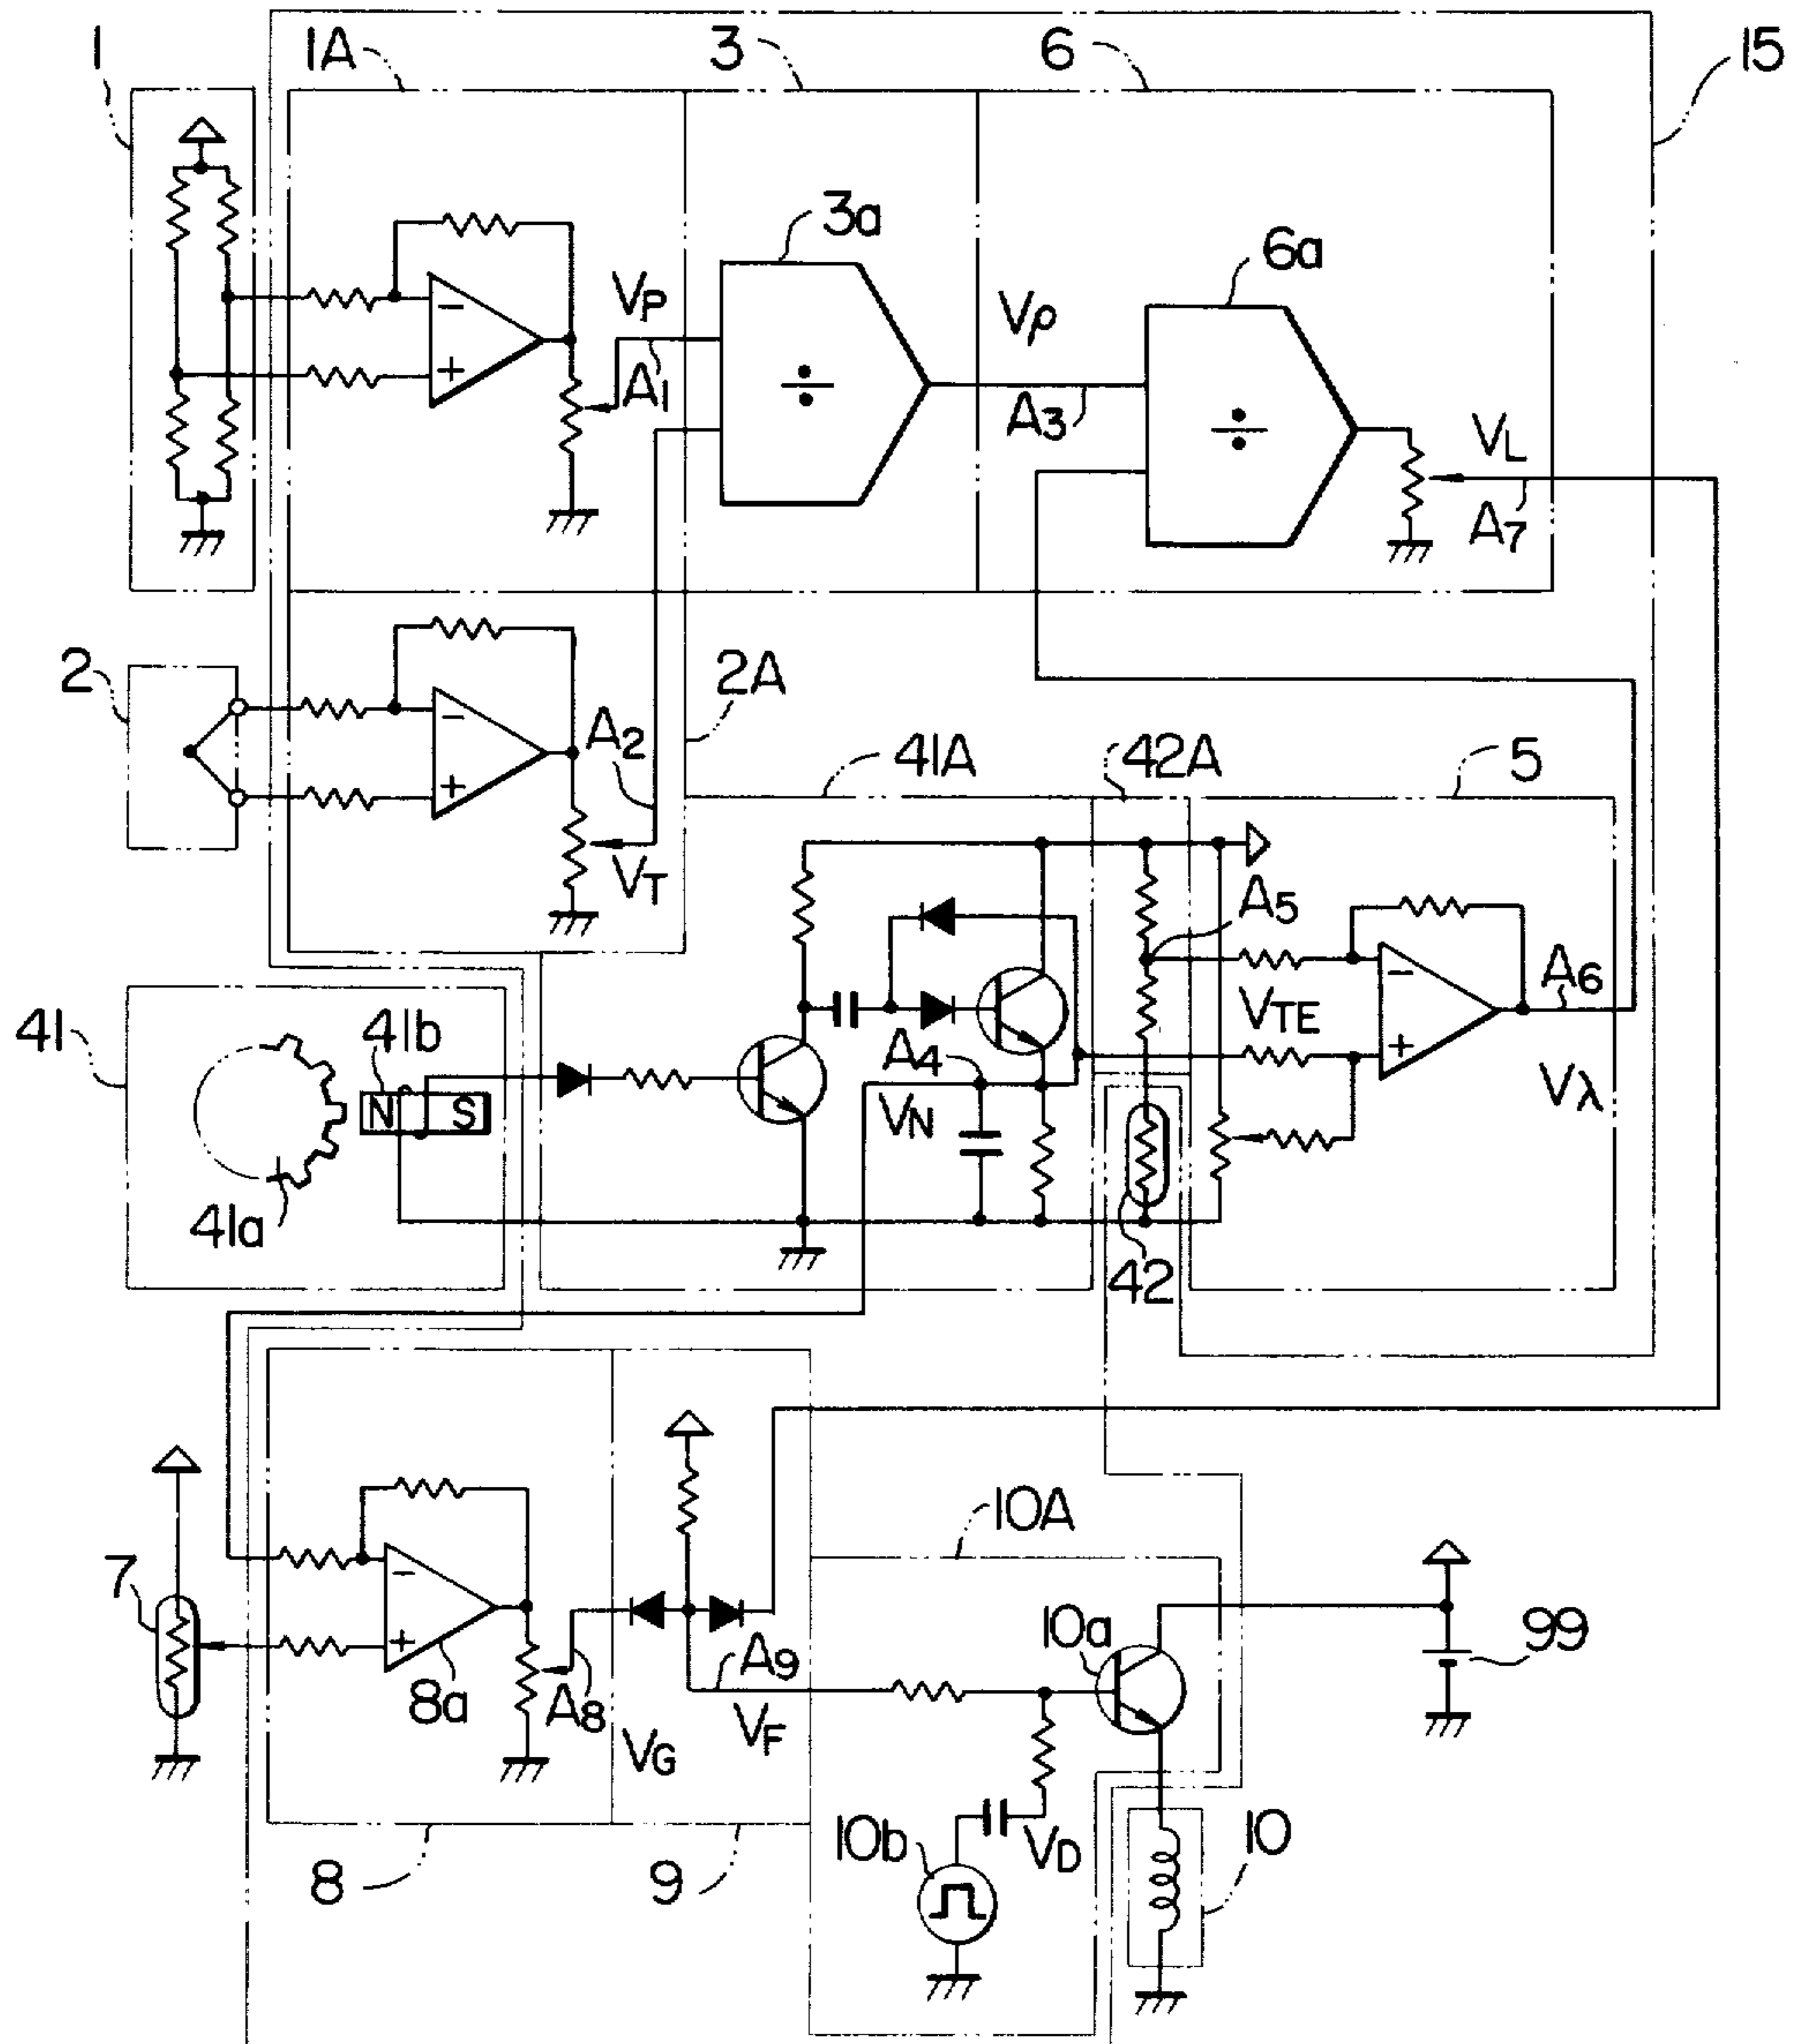 1
1A
3
6
15
3a
6a
VP
A1
Vρ
A3
VL
A7
−
+
÷
÷
2
2A
−
+
A2
VT
41A
42A
5
A5
VTE
−
+
A6
Vλ
41
41b
N
S
41a
A4
VN
42
7
−
+
8a
A8
VG
A9
VF
10A
10a
99
8
9
10b
VD
10